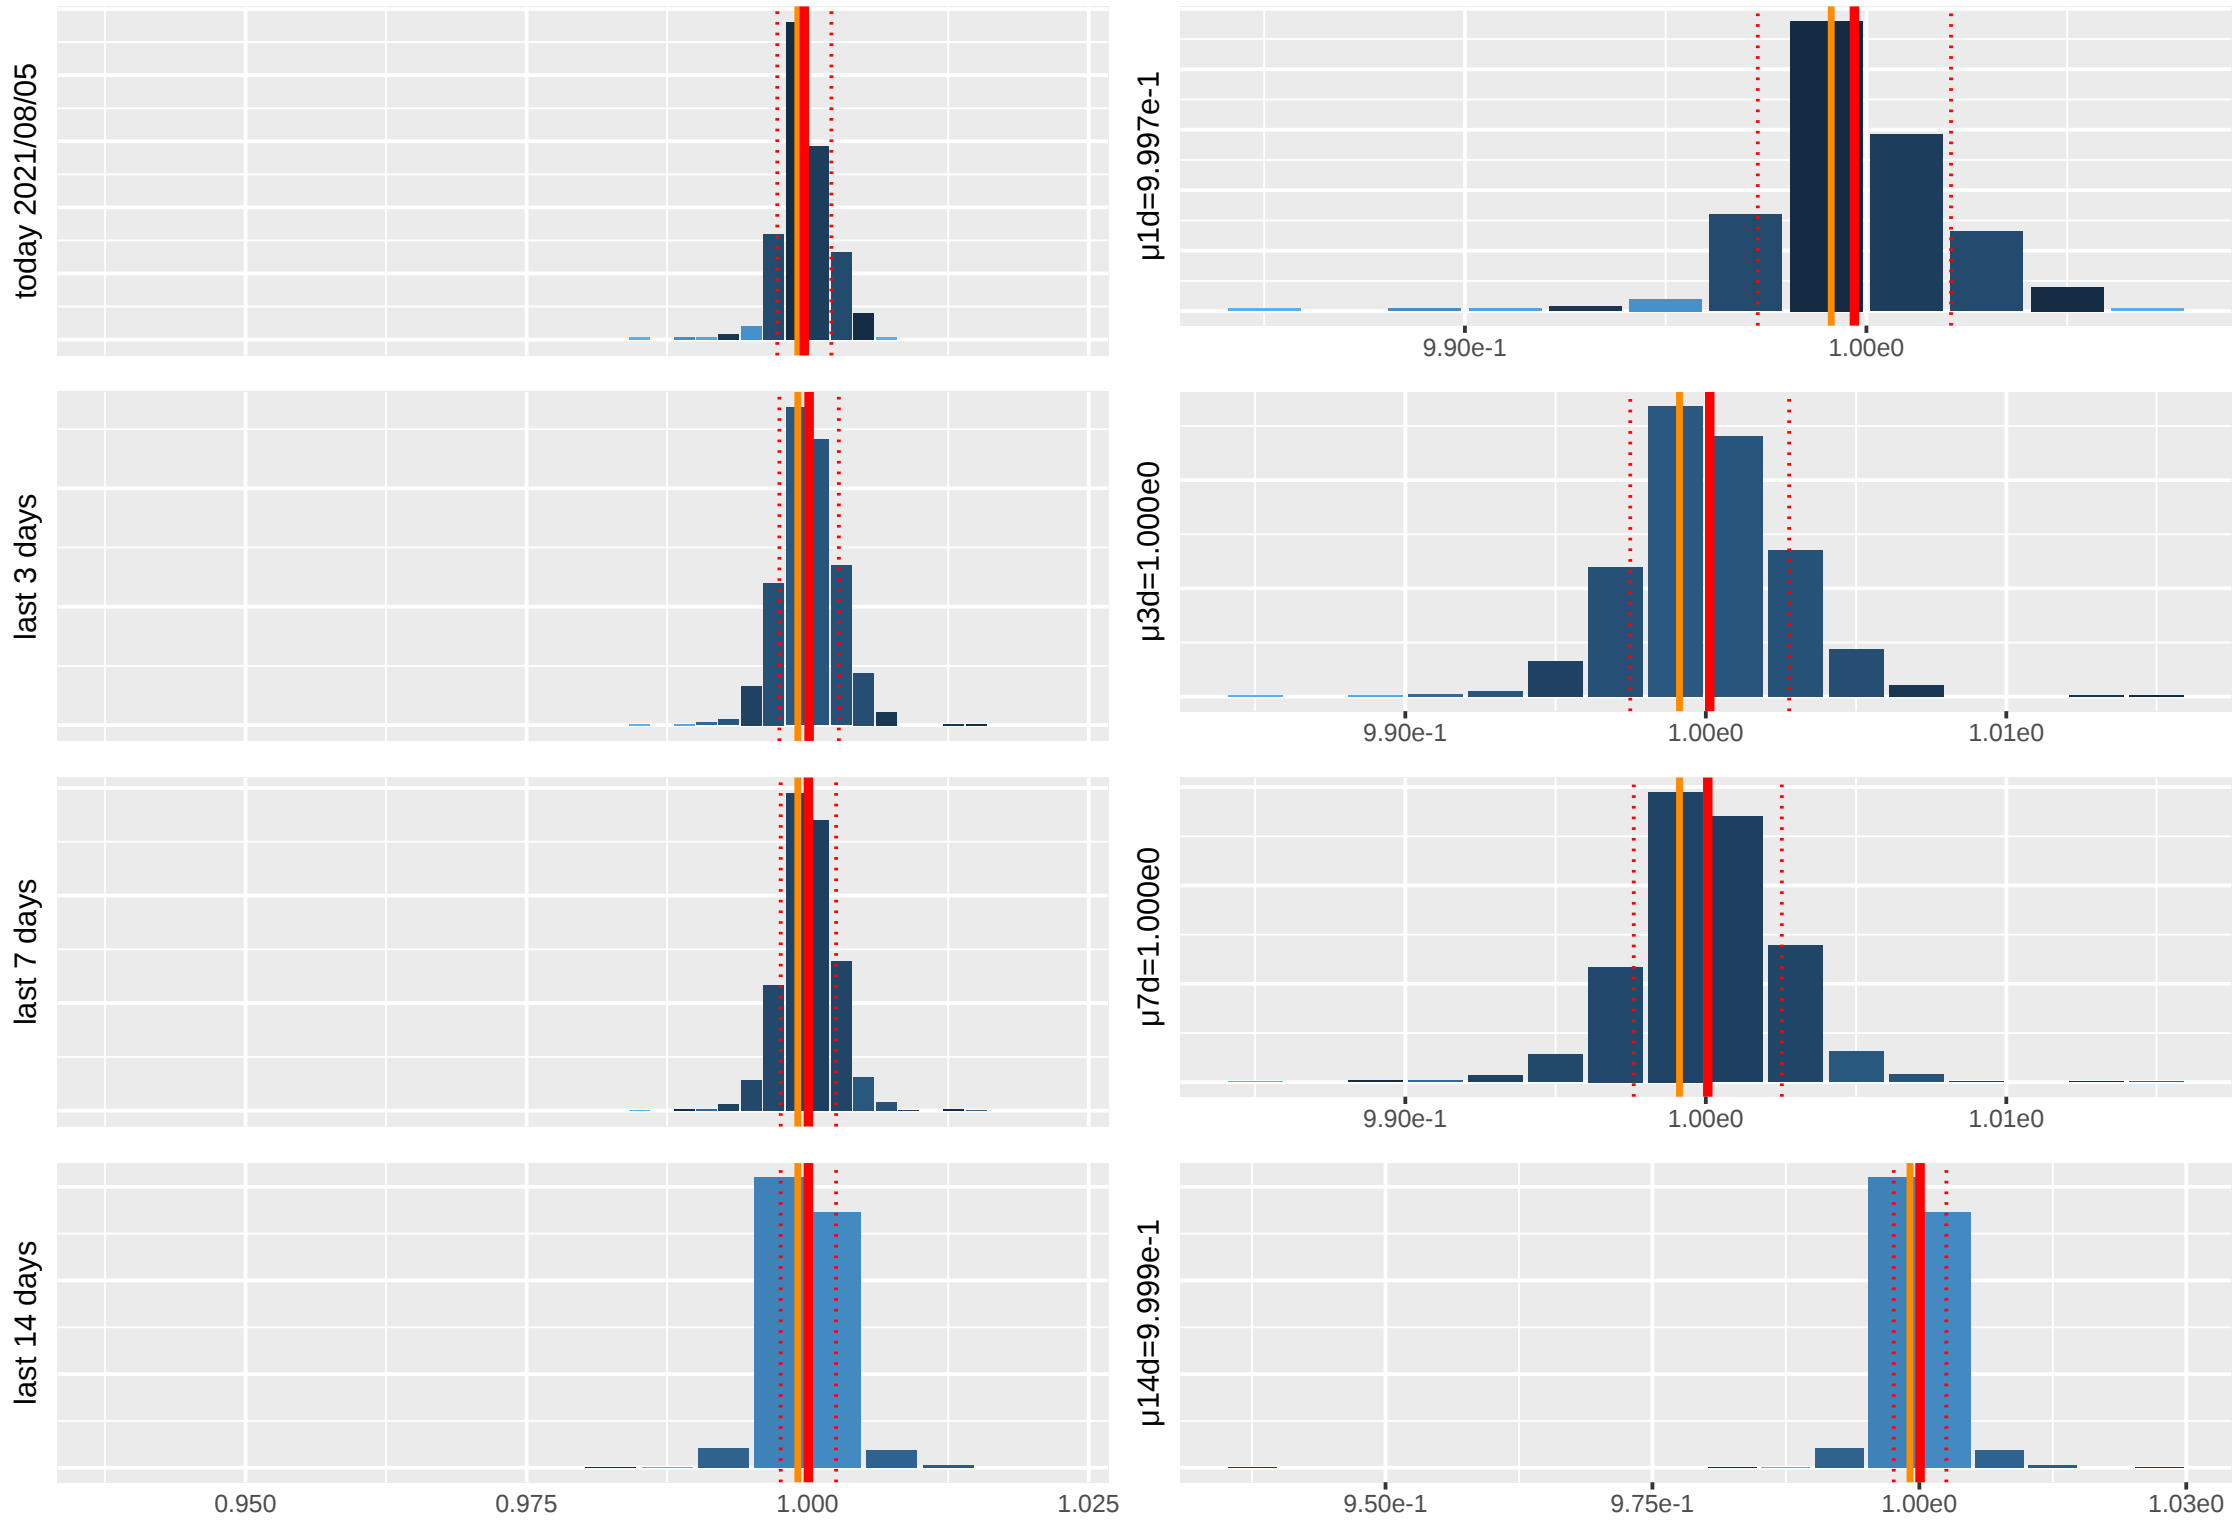 today 2021/08/05
µ1d=9.997e-1
9.90e-1 1.00e0
last 3 days
µ3d=1.000e0
9.90e-1 1.00e0 1.01e0
last 7 days
µ7d=1.000e0
9.90e-1 1.00e0 1.01e0
last 14 days
0.950 0.975 1.000 1.025
µ14d=9.999e-1
9.50e-1 9.75e-1 1.00e0 1.03e0